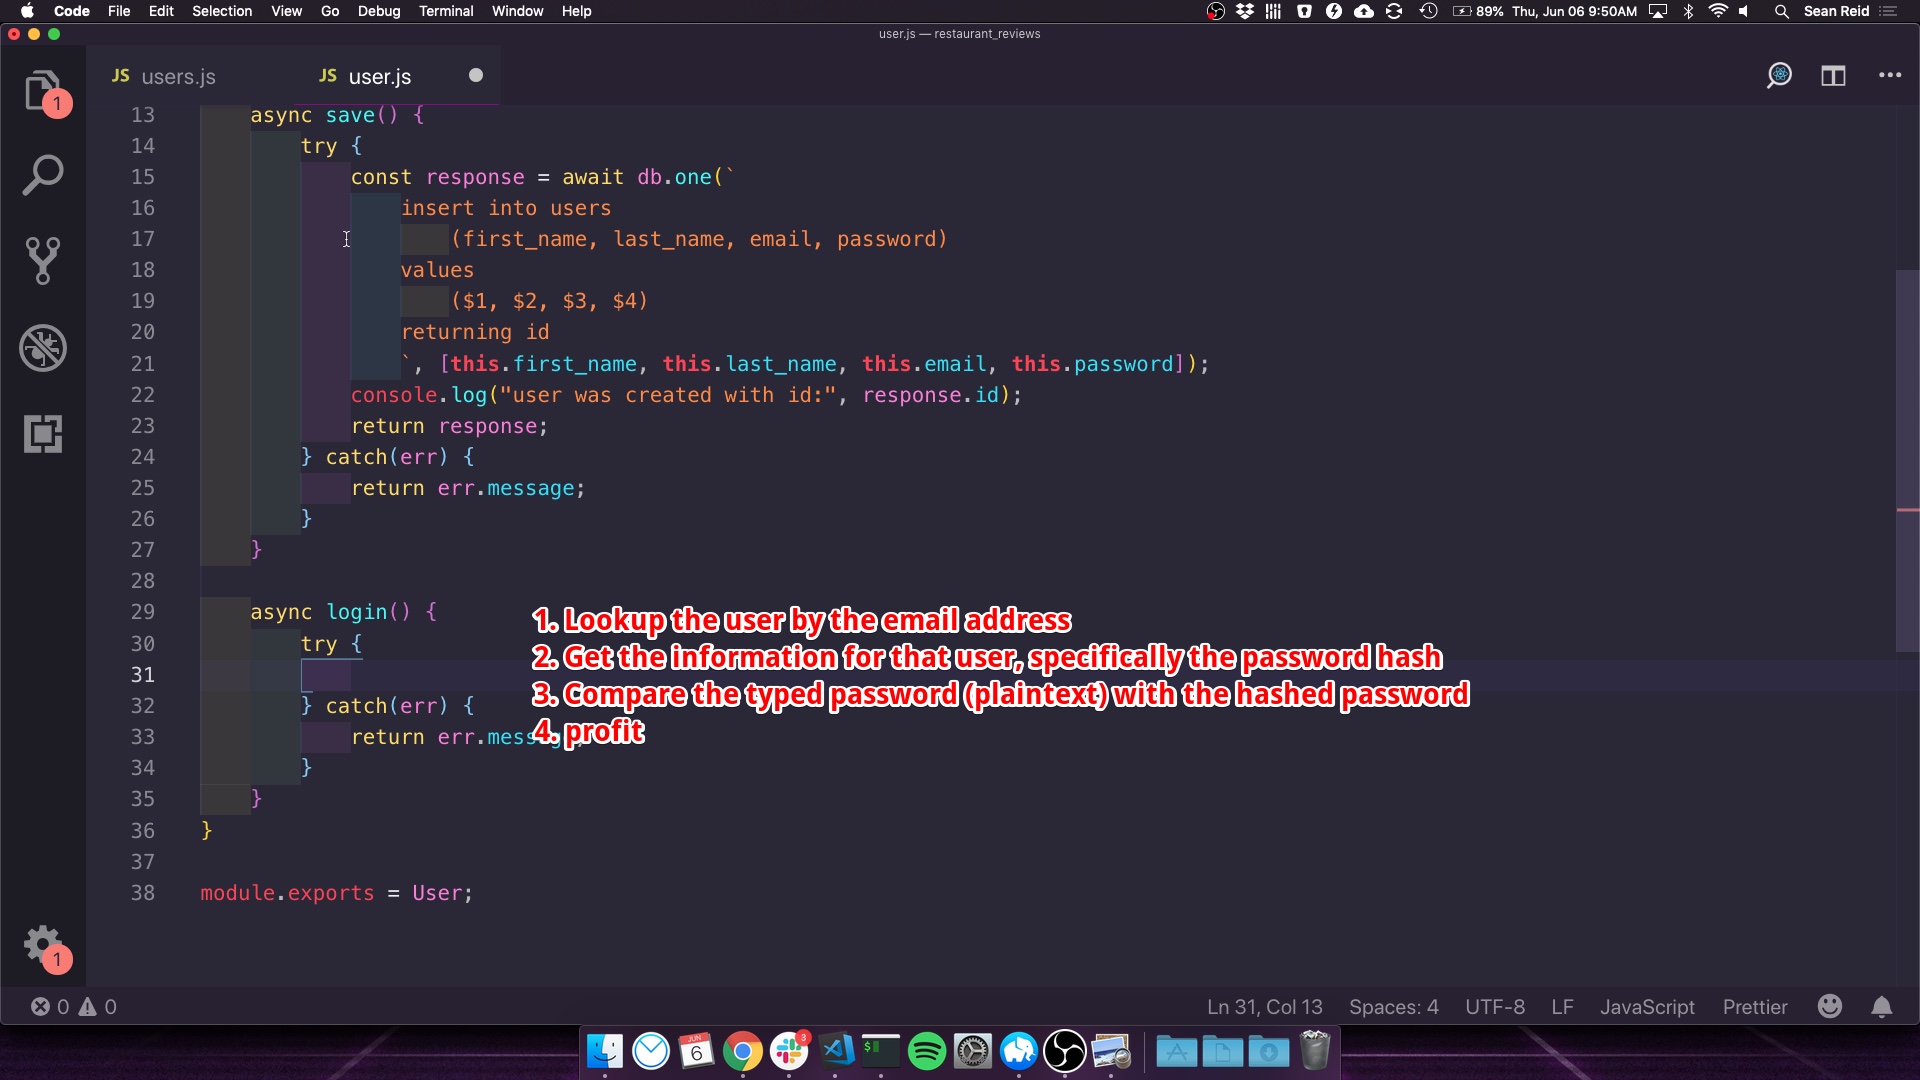 Code File Edit Selection View Go Debug Terminal Window Help 89% Thu, Jun 06 9:50AM Sean Reid
user.js — restaurant_reviews
JS users.js JS user.js
1
13 async save() {
14 try {
15 const response = await db.one(`
16 insert into users
17 (first_name, last_name, email, password)
18 values
19 ($1, $2, $3, $4)
20 returning id
21 `, [this.first_name, this.last_name, this.email, this.password]);
22 console.log("user was created with id:", response.id);
23 return response;
24 } catch(err) {
25 return err.message;
26 }
27 }
28
29 async login() {
1. Lookup the user by the email address
30 try {
2. Get the information for that user, specifically the password hash
31
3. Compare the typed password (plaintext) with the hashed password
32 } catch(err) {
4. profit
33 return err.mess
34 }
35 }
36 }
37
38 module.exports = User;
1
0 0 Ln 31, Col 13 Spaces: 4 UTF-8 LF JavaScript Prettier
JUN
6
3
$